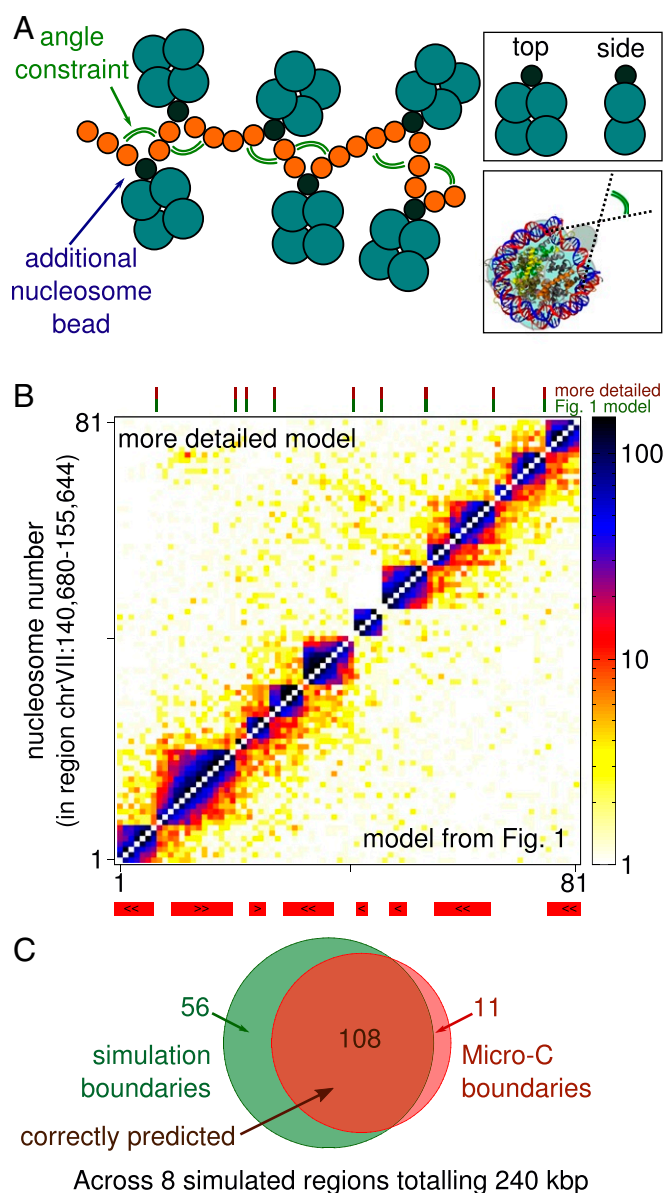 A
angle
constraint
additional
nucleosome
bead
top
side
B
more detailed
Fig. 1 model
more detailed model
model from Fig. 1
nucleosome number
(in region chrVII:140,680-155,644)
81
1
1
81
100
10
1
<<
>>
>
<<
<
<
<<
<<
C
56
108
11
simulation
boundaries
Micro-C
boundaries
correctly predicted
Across 8 simulated regions totalling 240 kbp